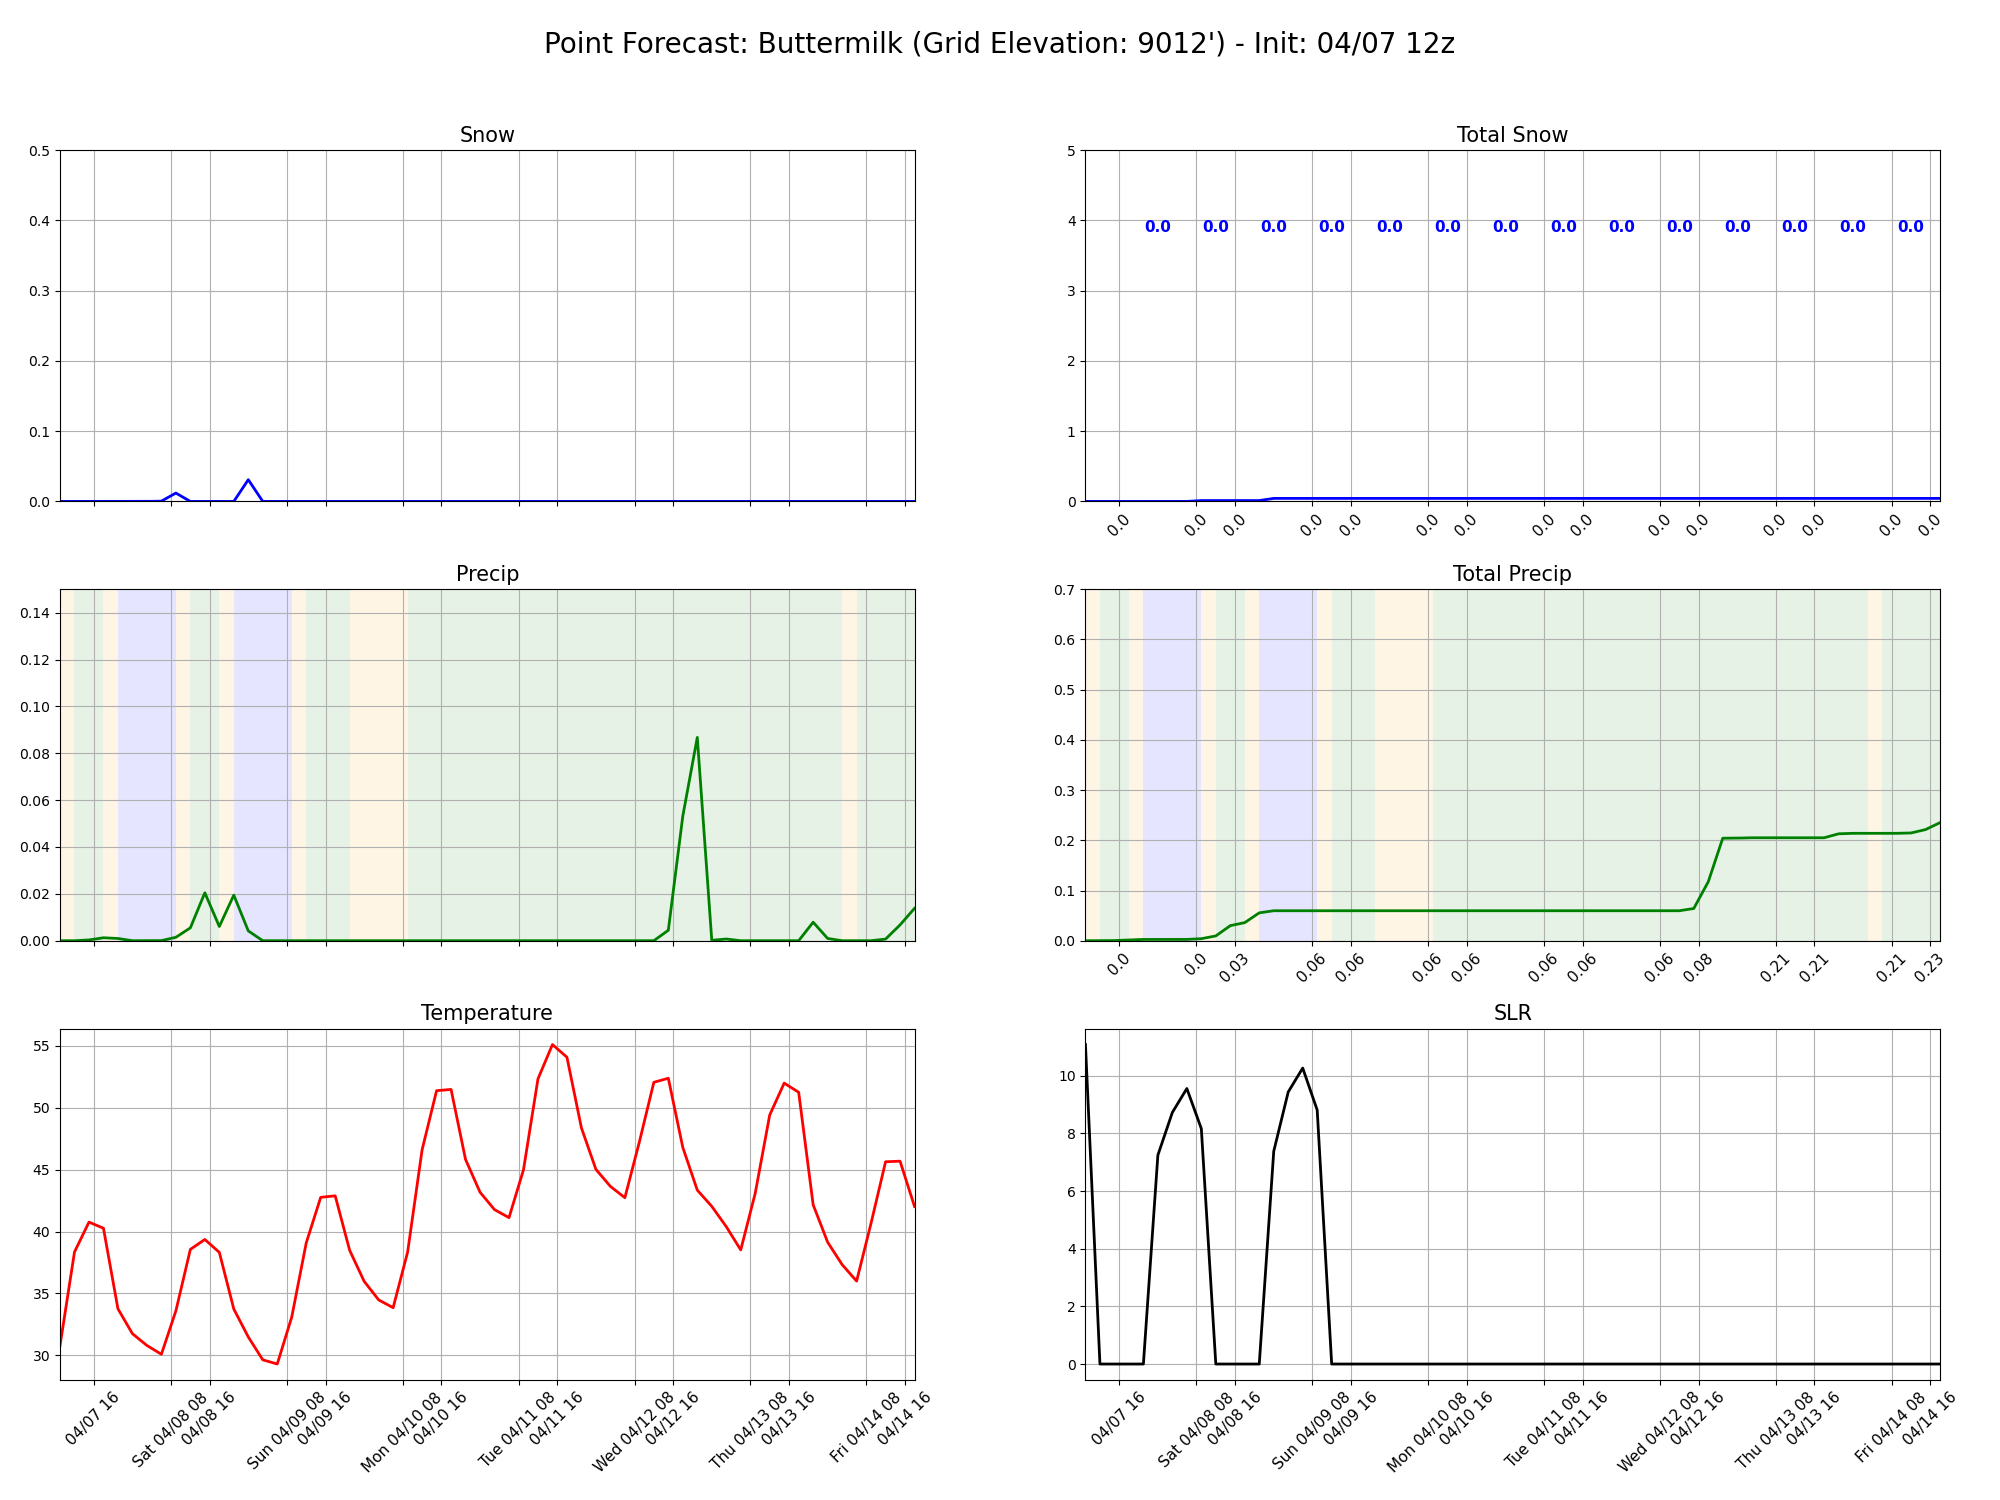 Point Forecast: Buttermilk (Grid Elevation: 9012') - Init: 04/07 12z
Snow
0.5
0.4
0.3
0.2
0.1
0.0
Total Snow
5
4
3
2
1
0
0.0 0.0 0.0 0.0 0.0 0.0 0.0 0.0 0.0 0.0 0.0 0.0 0.0 0.0
0.0 0.0 0.0 0.0 0.0 0.0 0.0 0.0 0.0 0.0 0.0 0.0 0.0 0.0 0.0
Precip
0.14
0.12
0.10
0.08
0.06
0.04
0.02
0.00
Total Precip
0.7
0.6
0.5
0.4
0.3
0.2
0.1
0.0
0.0 0.0 0.03 0.06 0.06 0.06 0.06 0.06 0.06 0.06 0.08 0.21 0.21 0.21 0.23
Temperature
55
50
45
40
35
30
04/07 16
Sat 04/08 08
04/08 16
Sun 04/09 08
04/09 16
Mon 04/10 08
04/10 16
Tue 04/11 08
04/11 16
Wed 04/12 08
04/12 16
Thu 04/13 08
04/13 16
Fri 04/14 08
04/14 16
SLR
10
8
6
4
2
0
04/07 16
Sat 04/08 08
04/08 16
Sun 04/09 08
04/09 16
Mon 04/10 08
04/10 16
Tue 04/11 08
04/11 16
Wed 04/12 08
04/12 16
Thu 04/13 08
04/13 16
Fri 04/14 08
04/14 16